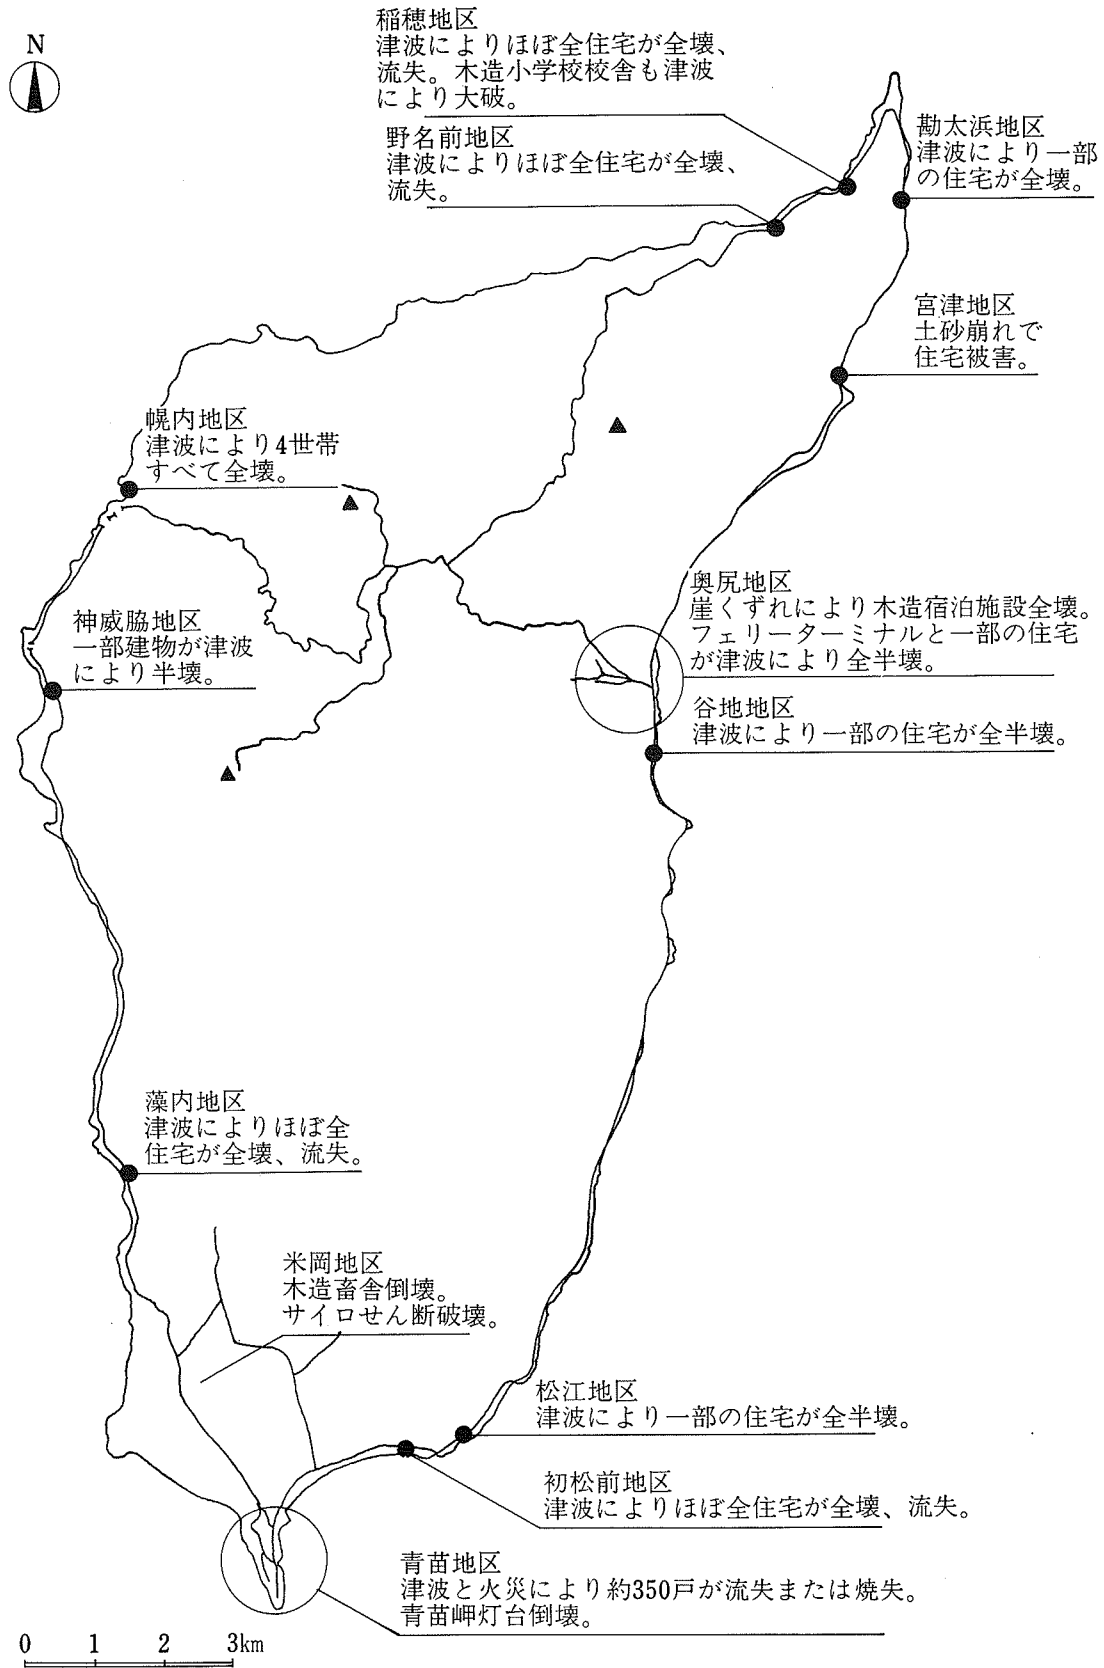 稲穂地区
津波によりほぼ全住宅が全壊、
流失。木造小学校校舎も津波
により大破。
N
野名前地区
津波によりほぼ全住宅が全壊、
流失。
勘太浜地区
津波により一部
の住宅が全壊。
宮津地区
土砂崩れで
住宅被害。
幌内地区
津波により4世帯
すべて全壊。
奥尻地区
崖くずれにより木造宿泊施設全壊。
フェリーターミナルと一部の住宅
が津波により全半壊。
神威脇地区
一部建物が津波
により半壊。
谷地地区
津波により一部の住宅が全半壊。
藻内地区
津波によりほぼ全
住宅が全壊、流失。
米岡地区
木造畜舎倒壊。
サイロせん断破壊。
松江地区
津波により一部の住宅が全半壊。
初松前地区
津波によりほぼ全住宅が全壊、流失。
青苗地区
津波と火災により約350戸が流失または焼失。
青苗岬灯台倒壊。
0 1 2 3km